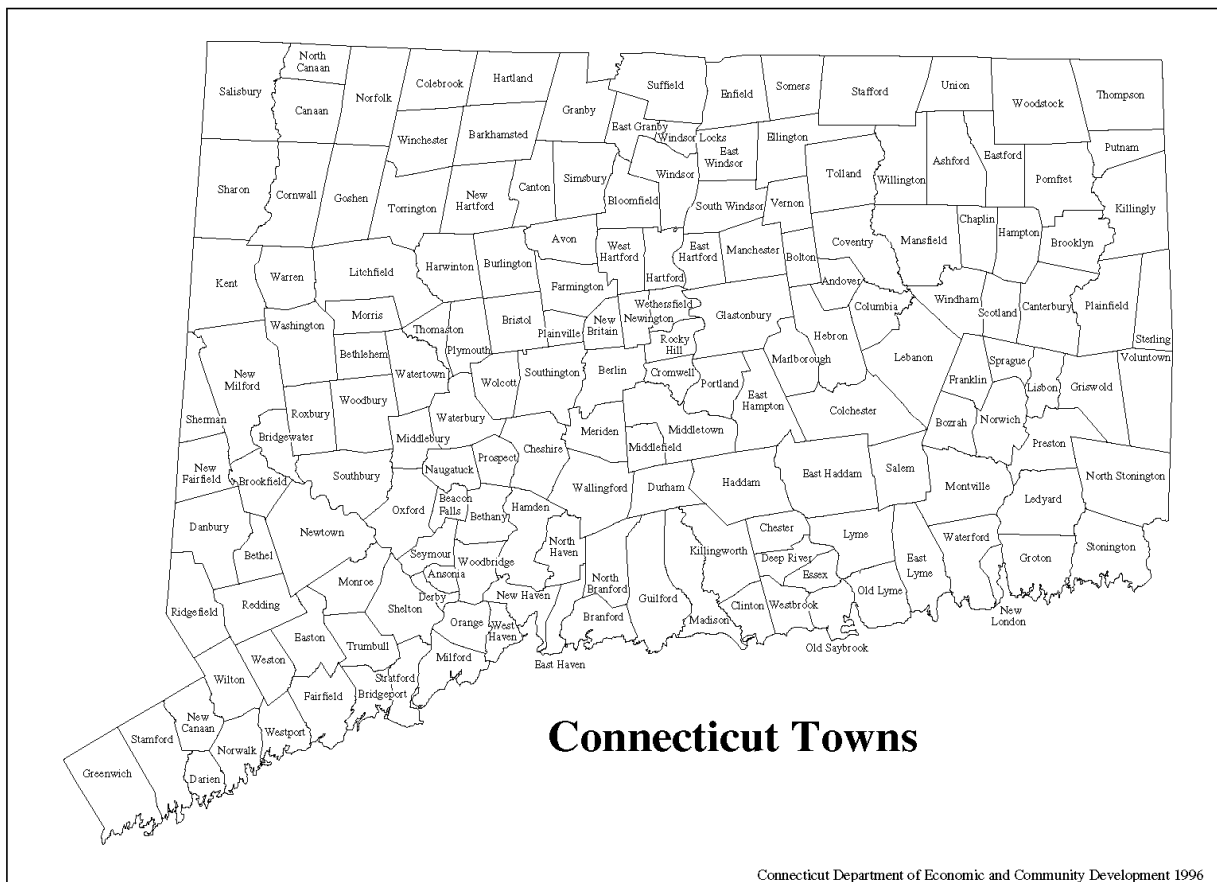 North
Canaan
Salisbury
Canaan
Norfolk
Colebrook
Hartland
Granby
Suffield
Enfield
Somers
Stafford
Union
Woodstock
Thompson
Winchester
Barkhamsted
East Granby
Windsor Locks
East
Windsor
Ellington
Willington
Ashford
Eastford
Putnam
Pomfret
Sharon
Cornwall
Goshen
Torrington
New
Hartford
Canton
Simsbury
Bloomfield
Windsor
South Windsor
Vernon
Tolland
Killingly
Kent
Warren
Litchfield
Harwinton
Burlington
Avon
West
Hartford
Hartford
East
Hartford
Manchester
Bolton
Coventry
Mansfield
Chaplin
Hampton
Brooklyn
Farmington
Andover
Columbia
Windham
Scotland
Canterbury
Plainfield
Sterling
Washington
Morris
Thomaston
Plymouth
Bristol
Plainville
New
Britain
Newington
Wethersfield
Rocky
Hill
Glastonbury
Hebron
Marlborough
Lebanon
Franklin
Sprague
Lisbon
Griswold
Voluntown
New
Milford
Bethlehem
Watertown
Wolcott
Southington
Berlin
Cromwell
Portland
East
Hampton
Colchester
Bozrah
Norwich
Preston
Sherman
Bridgewater
Roxbury
Woodbury
Waterbury
Middlebury
Meriden
Middletown
Middlefield
New
Fairfield
Brookfield
Southbury
Naugatuck
Prospect
Cheshire
Wallingford
Durham
Haddam
East Haddam
Salem
Montville
Ledyard
North Stonington
Danbury
Bethel
Newtown
Oxford
Beacon
Falls
Bethany
Hamden
North
Haven
Killingworth
Chester
Deep River
Essex
Lyme
East
Lyme
Waterford
Groton
Stonington
Ridgefield
Redding
Monroe
Seymour
Ansonia
Derby
Woodbridge
New Haven
North
Branford
Guilford
Madison
Clinton
Westbrook
Old Lyme
New
London
Old Saybrook
Shelton
Orange
West
Haven
Branford
East Haven
Easton
Trumbull
Milford
Wilton
Weston
Fairfield
Bridgeport
Stratford
Greenwich
Stamford
New
Canaan
Darien
Norwalk
Westport
Connecticut Towns
Connecticut Department of Economic and Community Development 1996